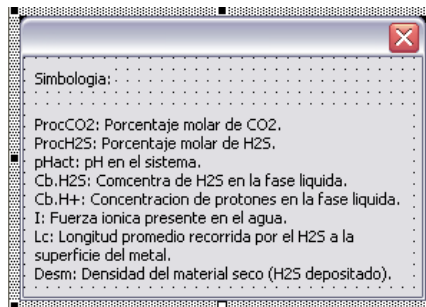 Simbologia:
ProcCO2: Porcentaje molar de CO2.
ProcH2S: Porcentaje molar de H2S.
pHact: pH en el sistema.
Cb.H2S: Comcentra de H2S en la fase liquida.
Cb.H+: Concentracion de protones en la fase liquida.
I: Fuerza ionica presente en el agua.
Lc: Longitud promedio recorrida por el H2S a la
superficie del metal.
Desm: Densidad del material seco (H2S depositado).